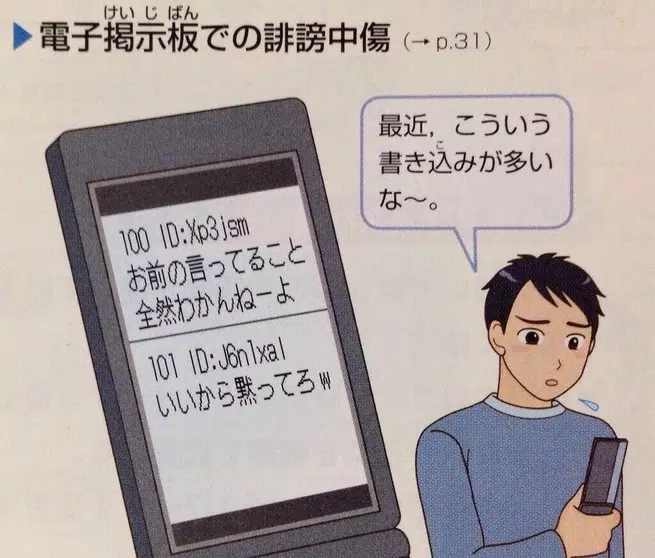 けいじばん
▶電子掲示板での誹謗中傷（→p.31）
最近，こういう
こ
書き込みが多い
な〜。
100 ID:Xp3jsm
お前の言ってること
全然わかんねーよ
101 ID:J6n1xal
いいから黙ってろw